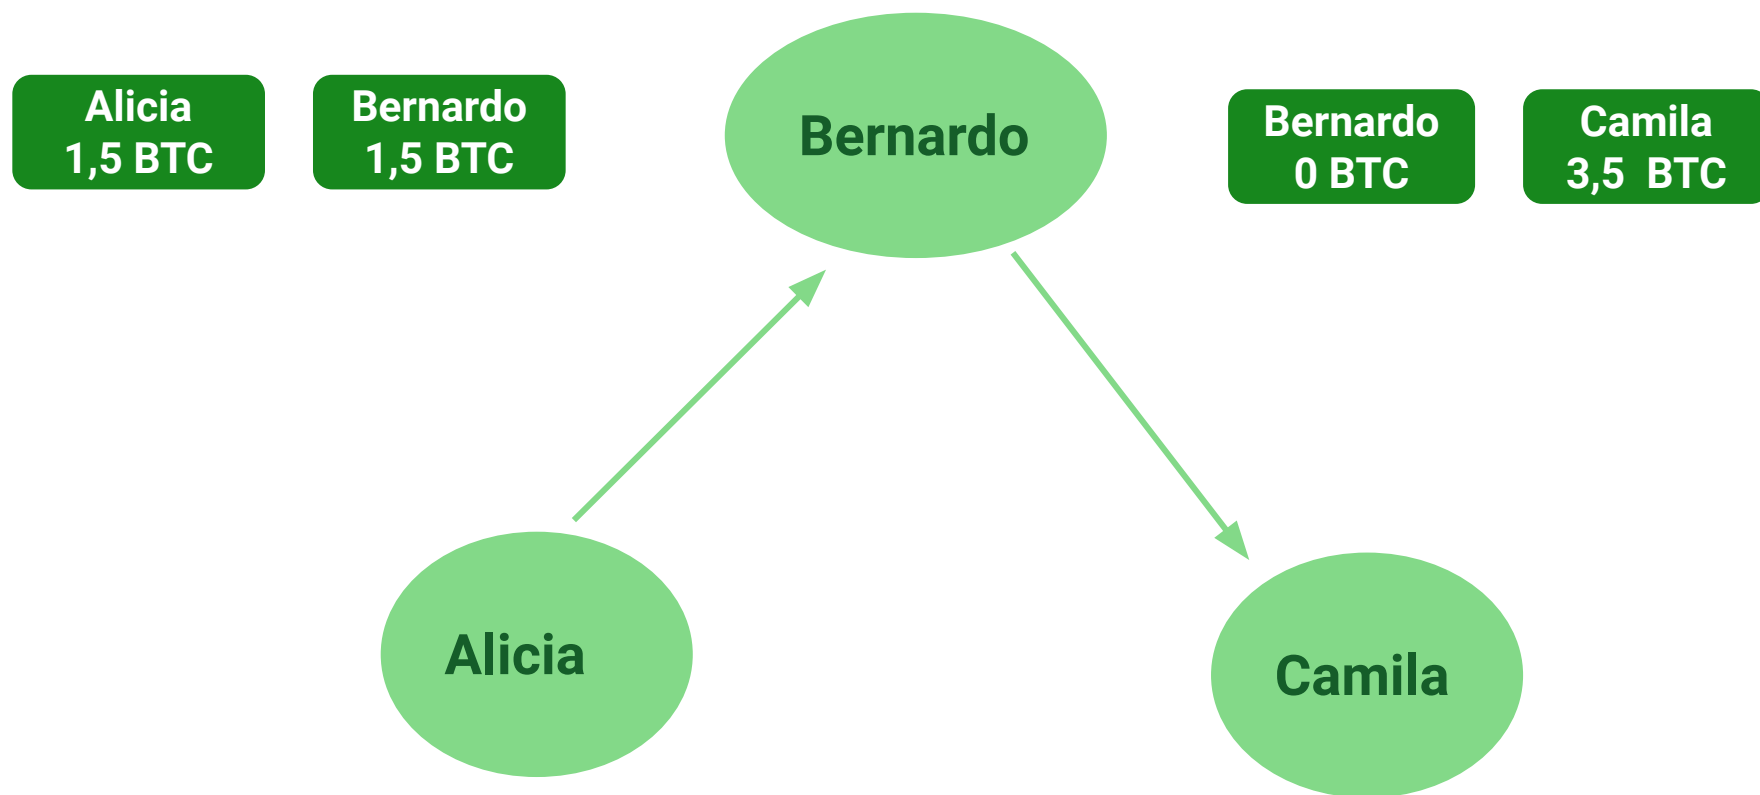 Alicia
1,5 BTC
Bernardo
1,5 BTC
Bernardo
Bernardo
0 BTC
Camila
3,5  BTC
Alicia
Camila